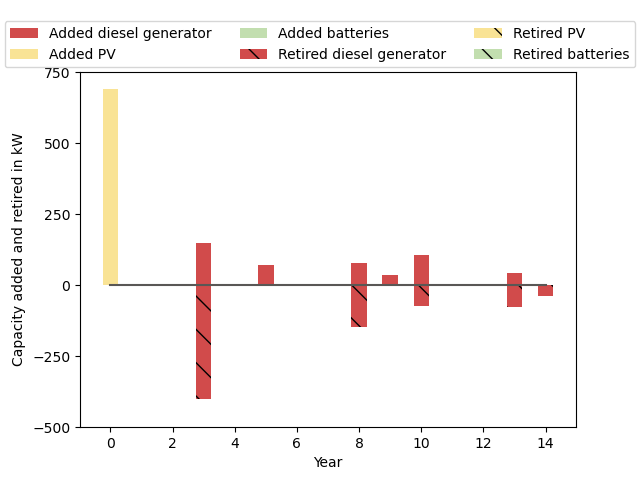 Added diesel generator Added batteries Retired PV
Added PV Retired diesel generator Retired batteries
750
500
250
0
−250
−500
Capacity added and retired in kW
0 2 4 6 8 10 12 14
Year